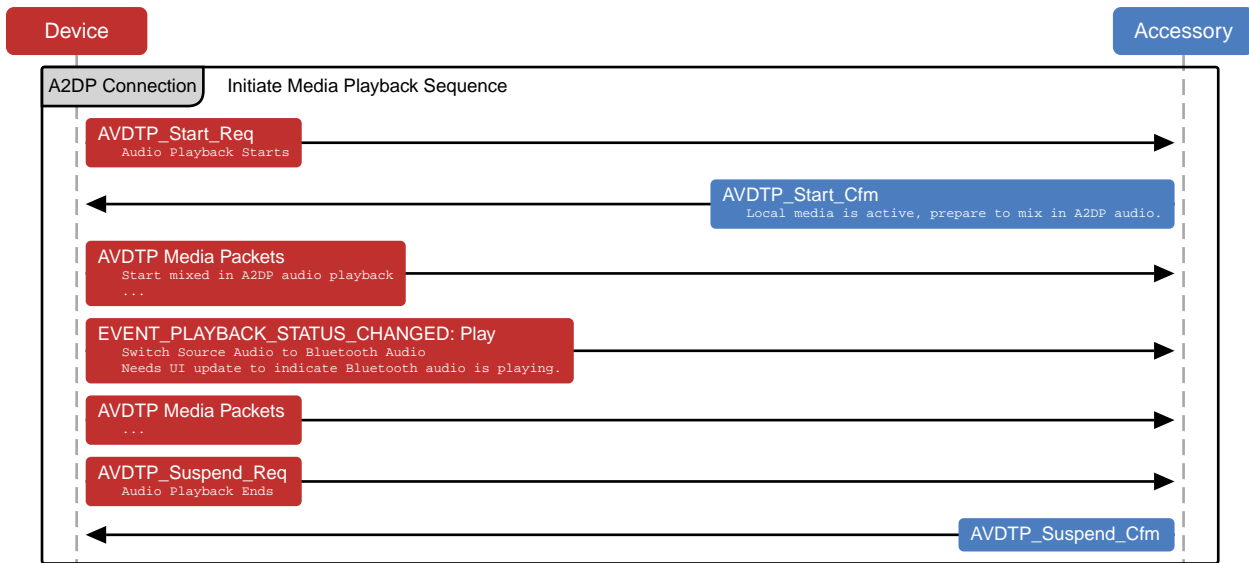 Device
Accessory
A2DP Connection
Initiate Media Playback Sequence
AVDTP_Start_Req
Audio Playback Starts
AVDTP_Start_Cfm
Local media is active, prepare to mix in A2DP audio.
AVDTP Media Packets
Start mixed in A2DP audio playback
...
EVENT_PLAYBACK_STATUS_CHANGED: Play
Switch Source Audio to Bluetooth Audio
Needs UI update to indicate Bluetooth audio is playing.
AVDTP Media Packets
...
AVDTP_Suspend_Req
Audio Playback Ends
AVDTP_Suspend_Cfm